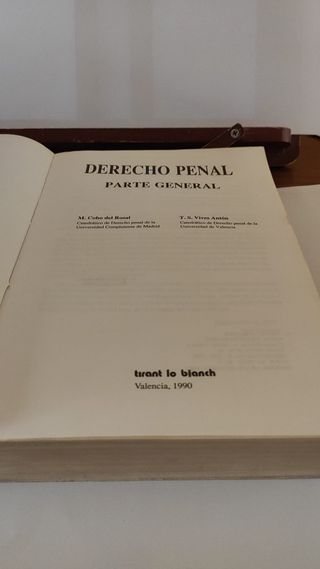 DERECHO PENAL
PARTE GENERAL
M. Cobo del Rosal
Catedrático de Derecho penal de la
Universidad Complutense de Madrid
T. S. Vives Antón
Catedrático de Derecho penal de la
Universidad de Valencia
tirant lo blanch
Valencia, 1990